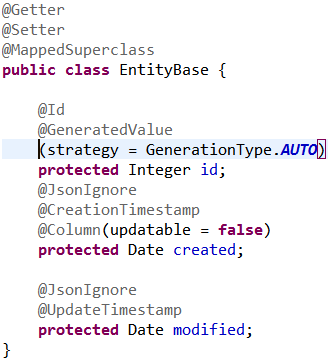 @Getter
@Setter
@MappedSuperclass
public class EntityBase {
@Id
@GeneratedValue
(strategy = GenerationType.AUTO)
protected Integer id;
@JsonIgnore
@CreationTimestamp
@Column(updatable = false)
protected Date created;
@JsonIgnore
@UpdateTimestamp
protected Date modified;
}